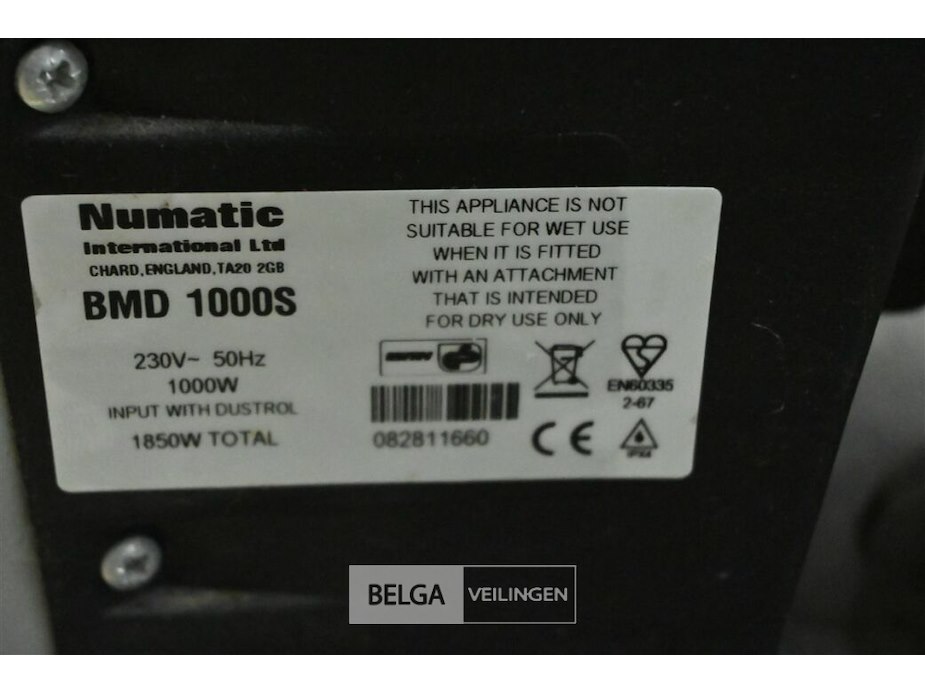 Numatic
International Ltd
CHARD, ENGLAND, TA20 2GB
BMD 1000S
230V~ 50Hz
1000W
INPUT WITH DUSTROL
1850W TOTAL
THIS APPLIANCE IS NOT
SUITABLE FOR WET USE
WHEN IT IS FITTED
WITH AN ATTACHMENT
THAT IS INTENDED
FOR DRY USE ONLY
082811660
EN60335
2-67
CE
BELGA VEILINGEN